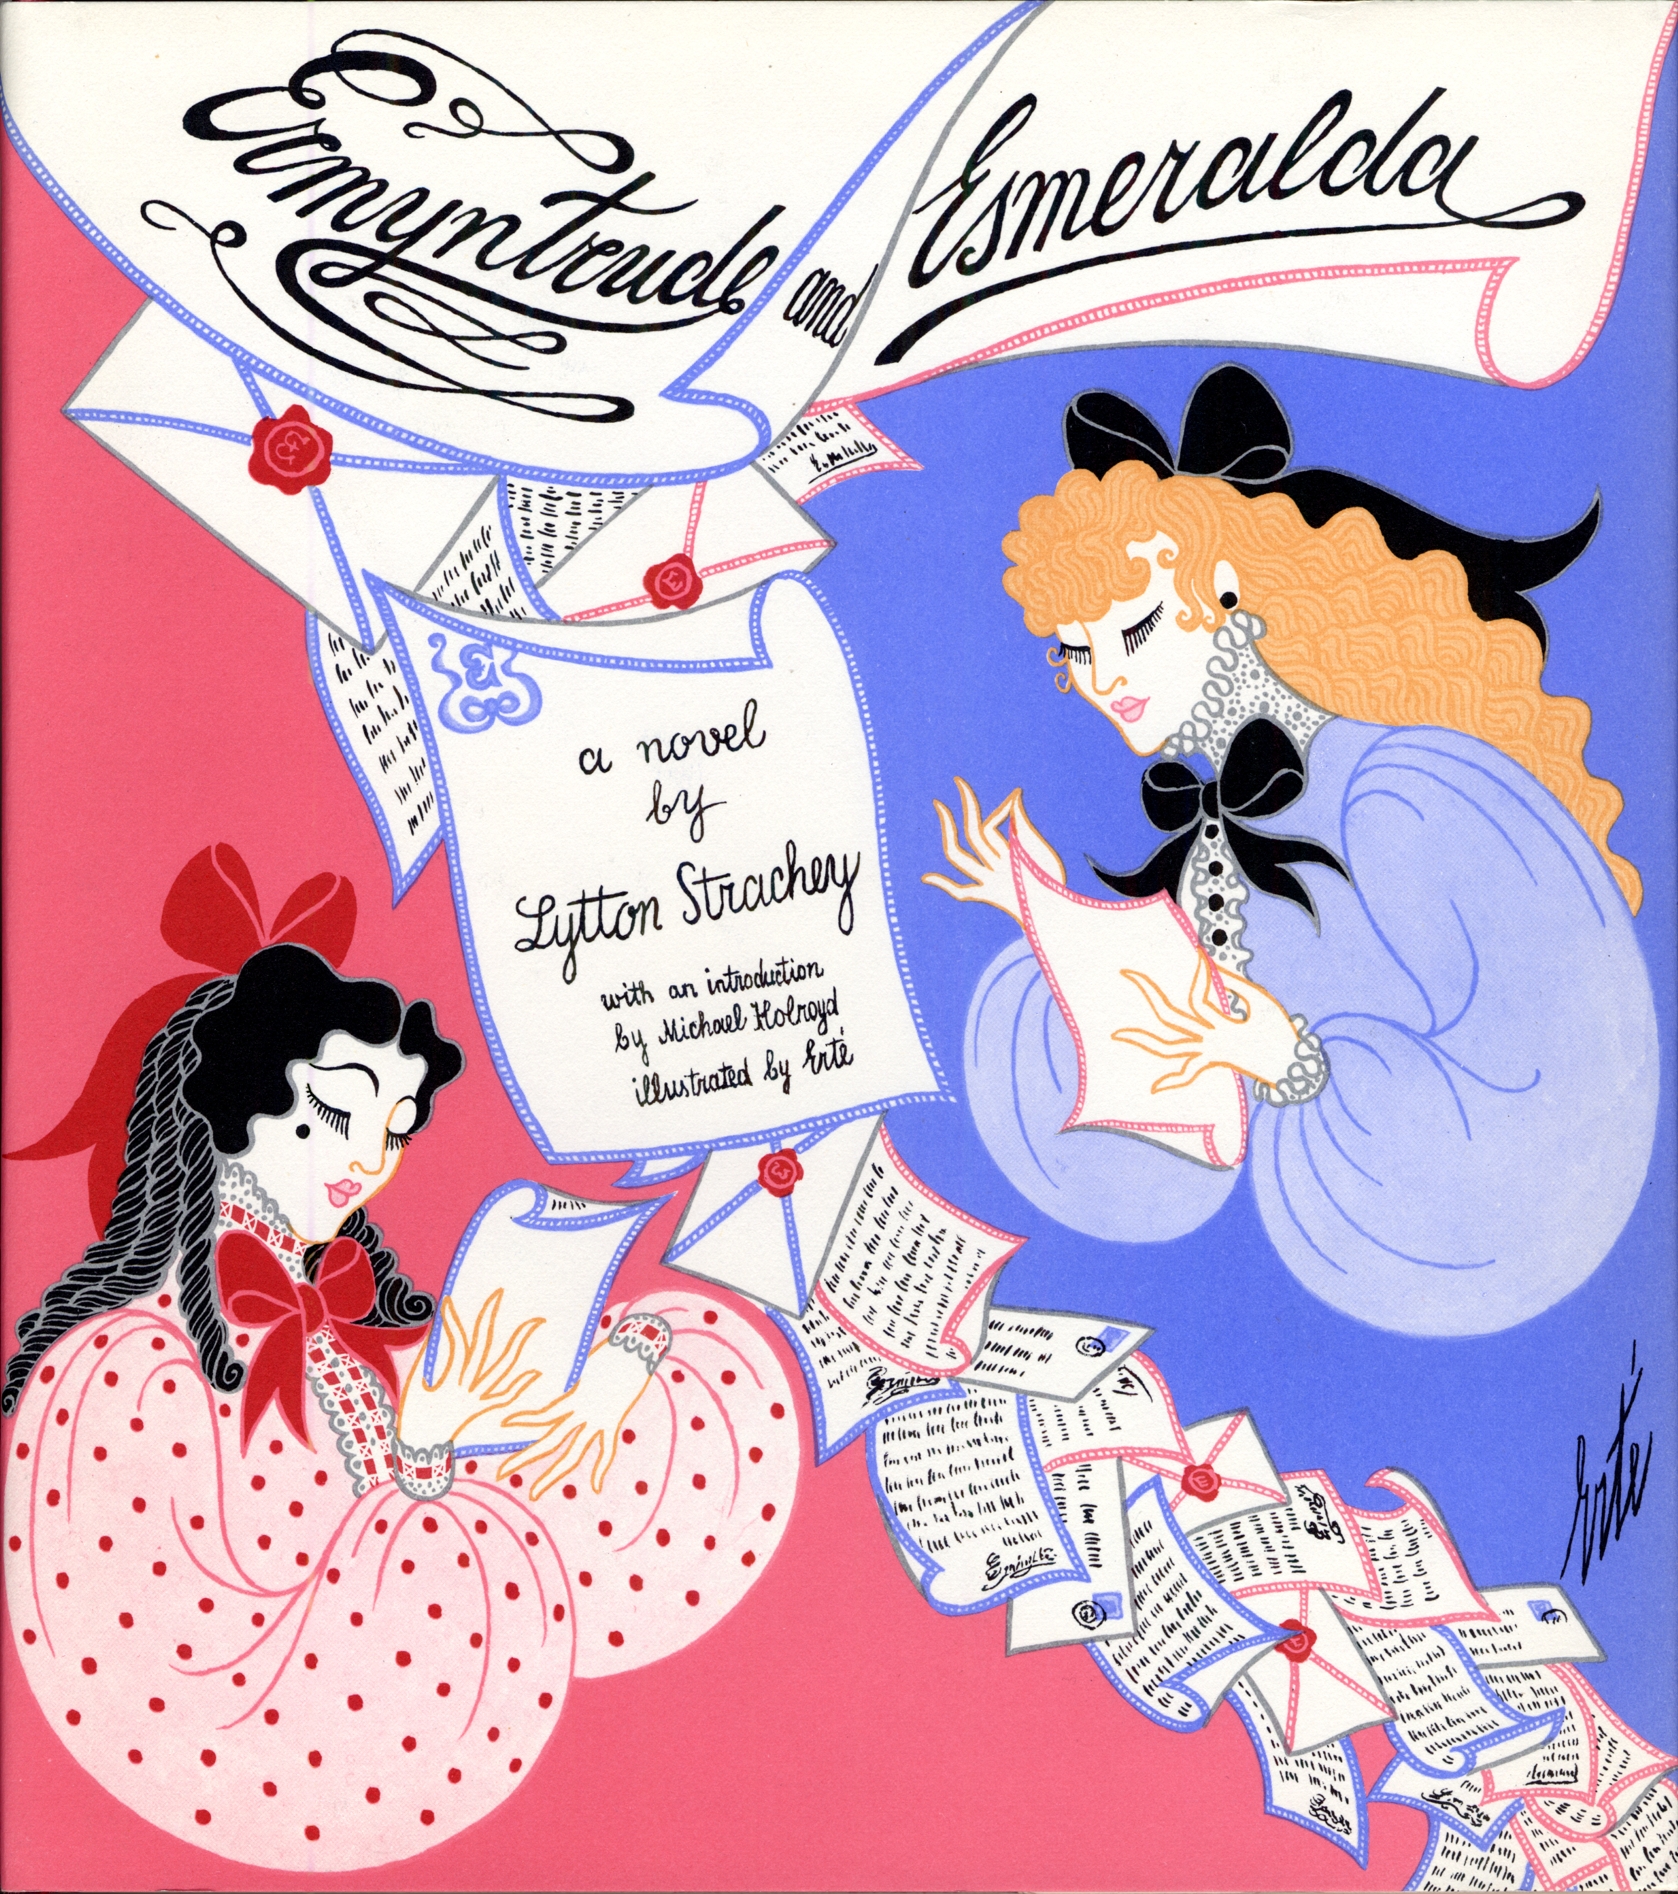 Ermyntrude and Esmeralda
a novel
by
Lytton Strachey
with an introduction
by Michael Holroyd
illustrated by Erté
Erté